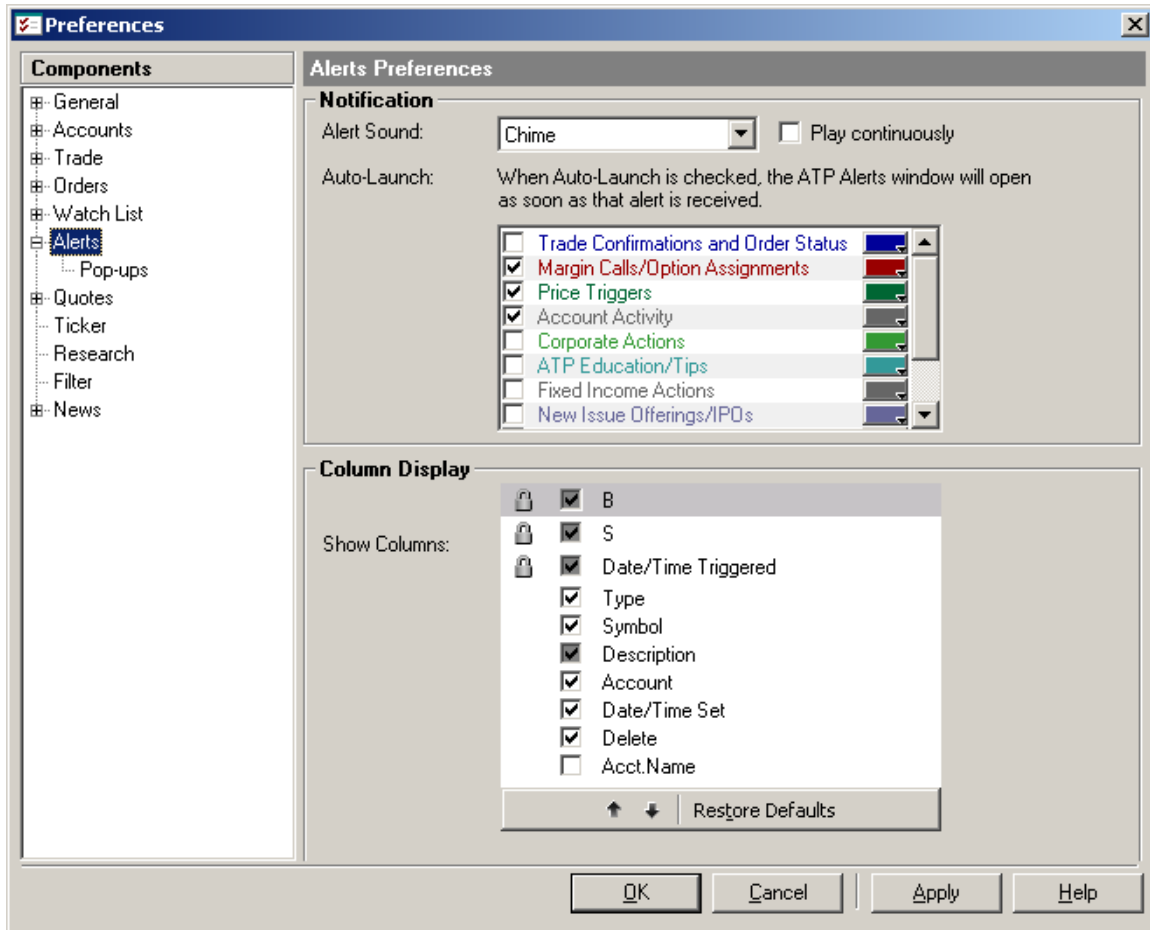 Preferences
Components
General
Accounts
Trade
Orders
Watch List
Alerts
Pop-ups
Quotes
Ticker
Research
Filter
News
Alerts Preferences
Notification
Alert Sound:
Chime
Play continuously
Auto-Launch:
When Auto-Launch is checked, the ATP Alerts window will open
as soon as that alert is received.
Trade Confirmations and Order Status
Margin Calls/Option Assignments
Price Triggers
Account Activity
Corporate Actions
ATP Education/Tips
Fixed Income Actions
New Issue Offerings/IPOs
Column Display
Show Columns:
B
S
Date/Time Triggered
Type
Symbol
Description
Account
Date/Time Set
Delete
Acct.Name
Restore Defaults
OK
Cancel
Apply
Help